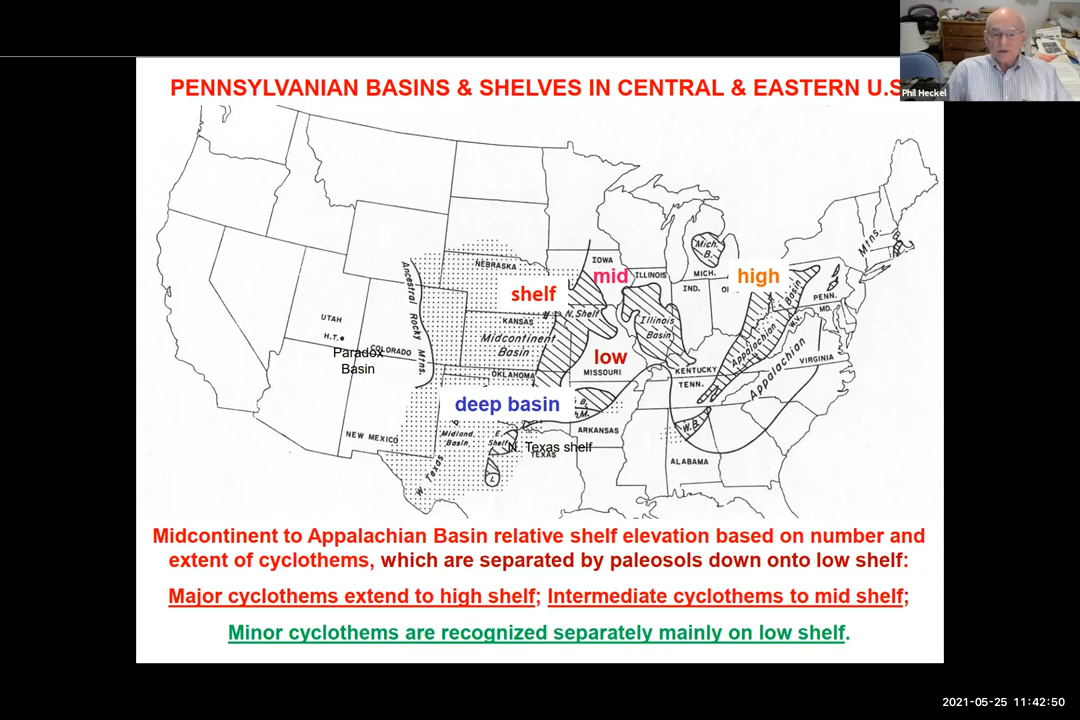 Phil Heckel
PENNSYLVANIAN BASINS & SHELVES IN CENTRAL & EASTERN U.S
Mich.
B.
Mtns.
IOWA
NEBRASKA
mid
ILLINOIS
MICH.
high
Basin
PENN.
Ancestral Rocky Mtns.
shelf
IND.
MD.
UTAH
KANSAS
N. Shelf
Illinois
Basin
W.V.
H.T.
COLORADO
Midcontinent
Basin
Appalachian
VIRGINIA
Paradox
Basin
low
MISSOURI
KENTUCKY
Appalachian
OKLAHOMA
TENN.
deep basin
B.
W.B.
NEW MEXICO
Midland
Basin
E.
Shelf
ARKANSAS
N. Texas shelf
TEXAS
W. Texas
L
ALABAMA
Midcontinent to Appalachian Basin relative shelf elevation based on number and
extent of cyclothems, which are separated by paleosols down onto low shelf:
Major cyclothems extend to high shelf; Intermediate cyclothems to mid shelf;
Minor cyclothems are recognized separately mainly on low shelf.
2021-05-25 11:42:50